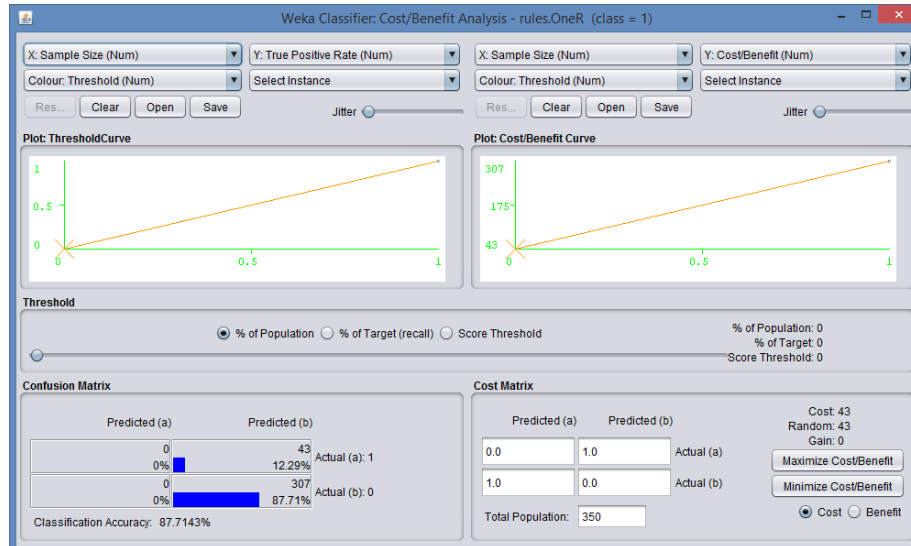 Weka Classifier: Cost/Benefit Analysis - rules.OneR (class = 1)
X: Sample Size (Num)
Y: True Positive Rate (Num)
Colour: Threshold (Num)
Select Instance
Res...
Clear
Open
Save
Jitter
Plot: ThresholdCurve
1
0.5
0
0
0.5
1
X: Sample Size (Num)
Y: Cost/Benefit (Num)
Colour: Threshold (Num)
Select Instance
Res...
Clear
Open
Save
Jitter
Plot: Cost/Benefit Curve
307
175
43
0
0.5
1
Threshold
% of Population
% of Target (recall)
Score Threshold
% of Population: 0
% of Target: 0
Score Threshold: 0
Confusion Matrix
Predicted (a) Predicted (b)
0 43
0% 12.29%
Actual (a): 1
0 307
0% 87.71%
Actual (b): 0
Classification Accuracy: 87.7143%
Cost Matrix
Predicted (a) Predicted (b)
0.0 1.0 Actual (a)
1.0 0.0 Actual (b)
Total Population: 350
Cost: 43
Random: 43
Gain: 0
Maximize Cost/Benefit
Minimize Cost/Benefit
Cost Benefit